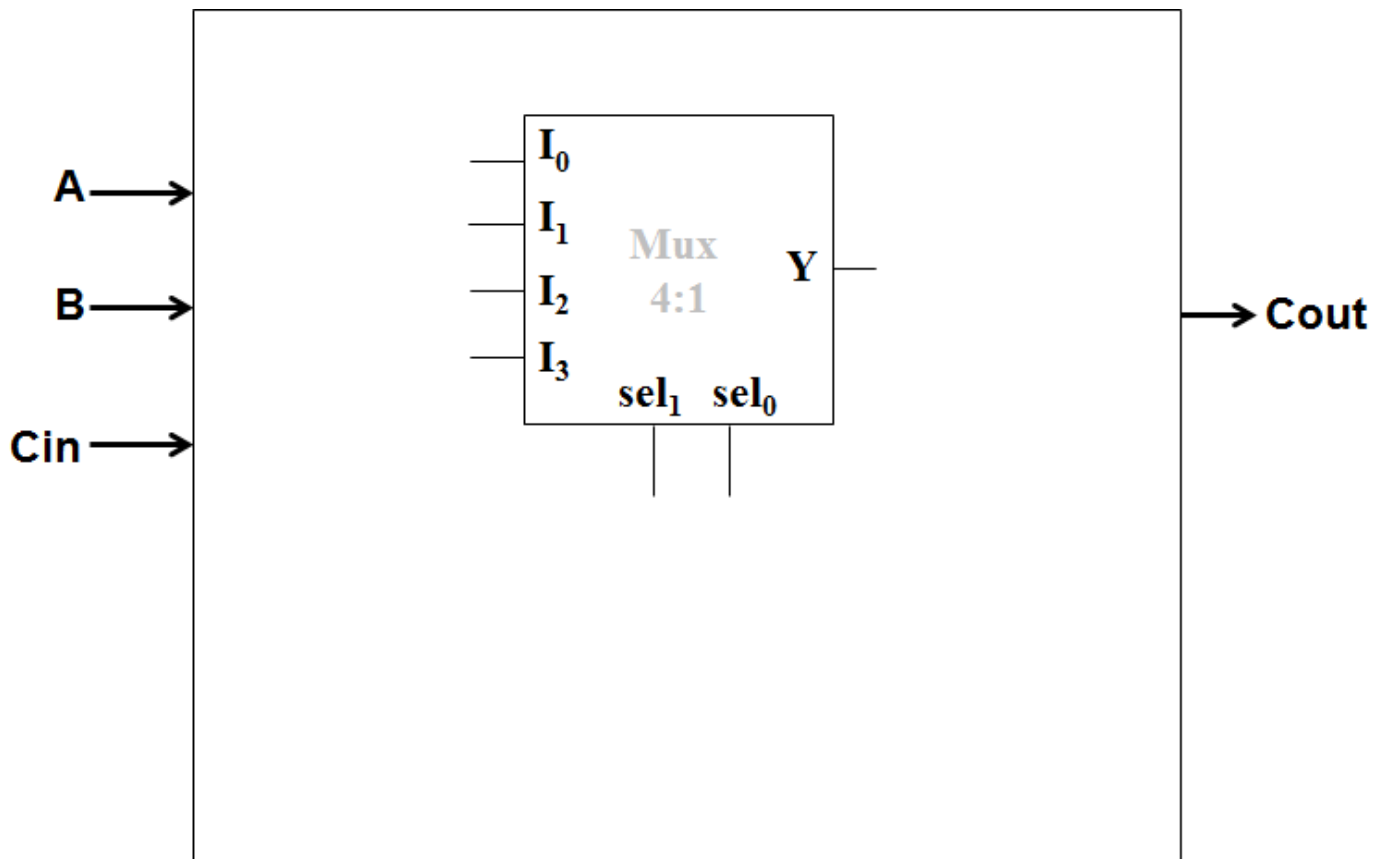 I₀
A
I₁
Mux
Y
B
I₂
4:1
Cout
I₃
sel₁ sel₀
Cin